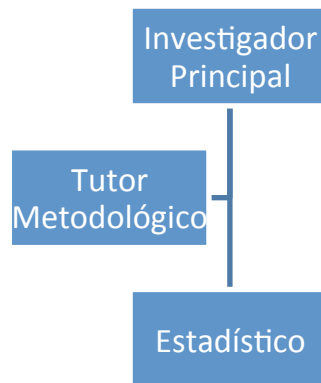 Investigador
Principal
Tutor
Metodológico
Estadístico